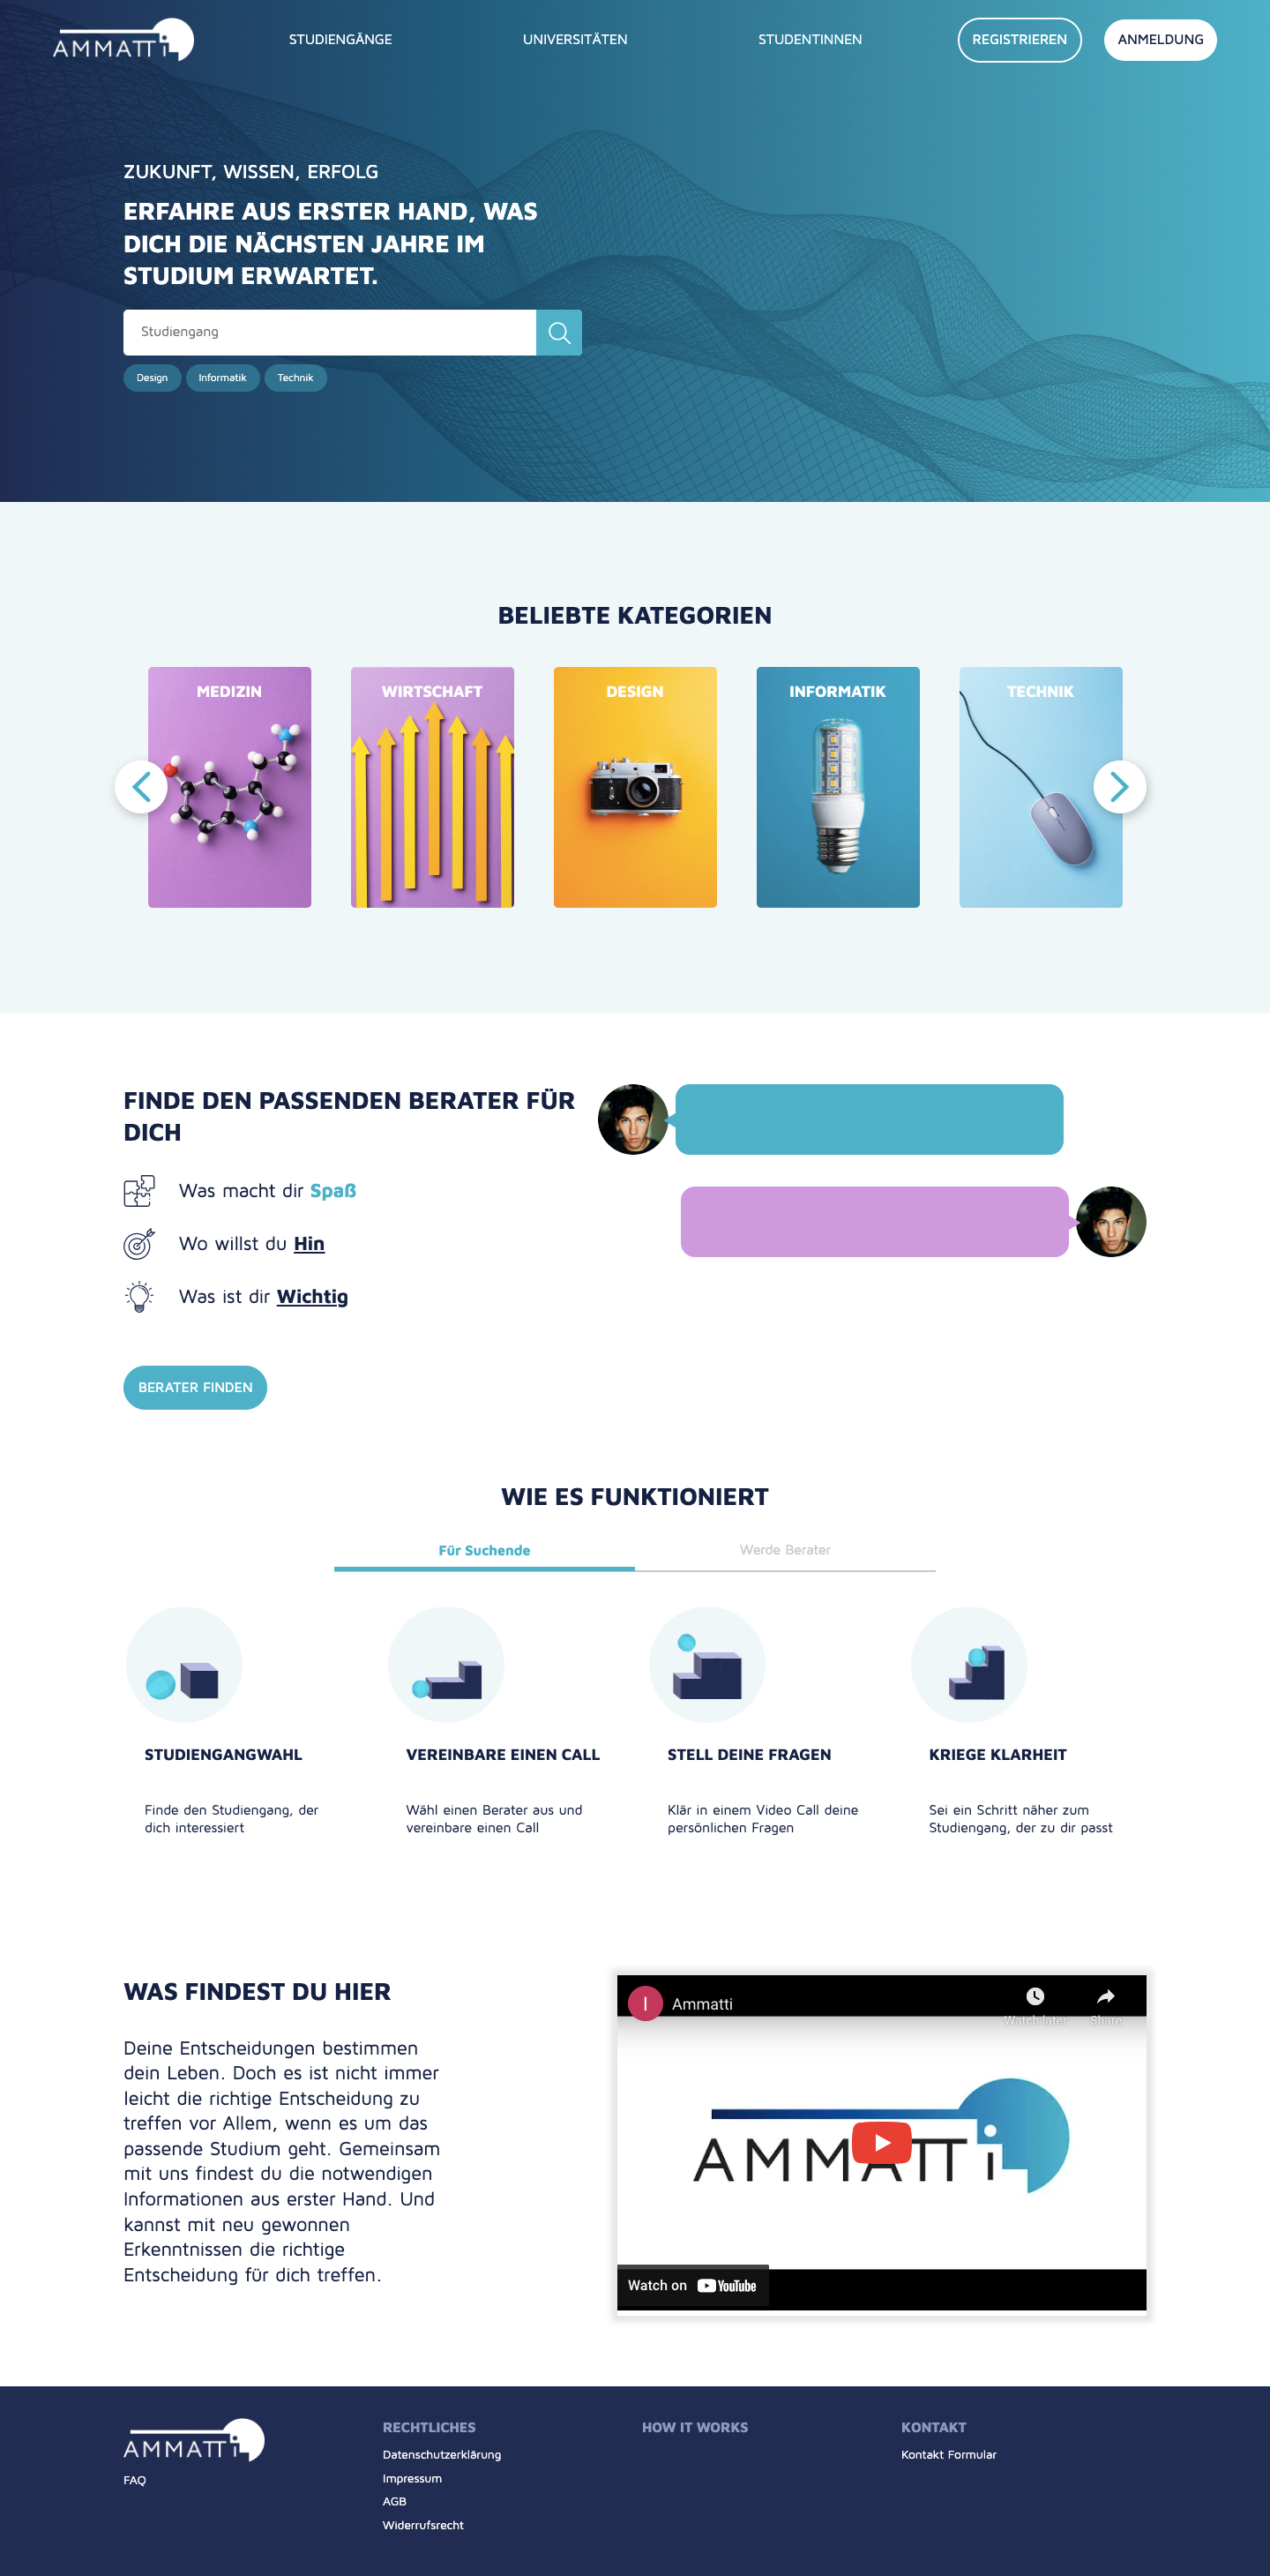 AMMATTi
STUDIENGÄNGE
UNIVERSITÄTEN
STUDENTINNEN
REGISTRIEREN
ANMELDUNG
ZUKUNFT, WISSEN, ERFOLG
ERFAHRE AUS ERSTER HAND, WAS
DICH DIE NÄCHSTEN JAHRE IM
STUDIUM ERWARTET.
Studiengang
Design
Informatik
Technik
BELIEBTE KATEGORIEN
MEDIZIN
WIRTSCHAFT
DESIGN
INFORMATIK
TECHNIK
FINDE DEN PASSENDEN BERATER FÜR
DICH
Was macht dir Spaß
Wo willst du Hin
Was ist dir Wichtig
BERATER FINDEN
WIE ES FUNKTIONIERT
Für Suchende
Werde Berater
STUDIENGANGWAHL
Finde den Studiengang, der
dich interessiert
VEREINBARE EINEN CALL
Wähl einen Berater aus und
vereinbare einen Call
STELL DEINE FRAGEN
Klär in einem Video Call deine
persönlichen Fragen
KRIEGE KLARHEIT
Sei ein Schritt näher zum
Studiengang, der zu dir passt
WAS FINDEST DU HIER
Deine Entscheidungen bestimmen
dein Leben. Doch es ist nicht immer
leicht die richtige Entscheidung zu
treffen vor Allem, wenn es um das
passende Studium geht. Gemeinsam
mit uns findest du die notwendigen
Informationen aus erster Hand. Und
kannst mit neu gewonnen
Erkenntnissen die richtige
Entscheidung für dich treffen.
I
Ammatti
Watch later
Share
AMMATTi
Watch on YouTube
AMMATTi
FAQ
RECHTLICHES
Datenschutzerklärung
Impressum
AGB
Widerrufsrecht
HOW IT WORKS
KONTAKT
Kontakt Formular